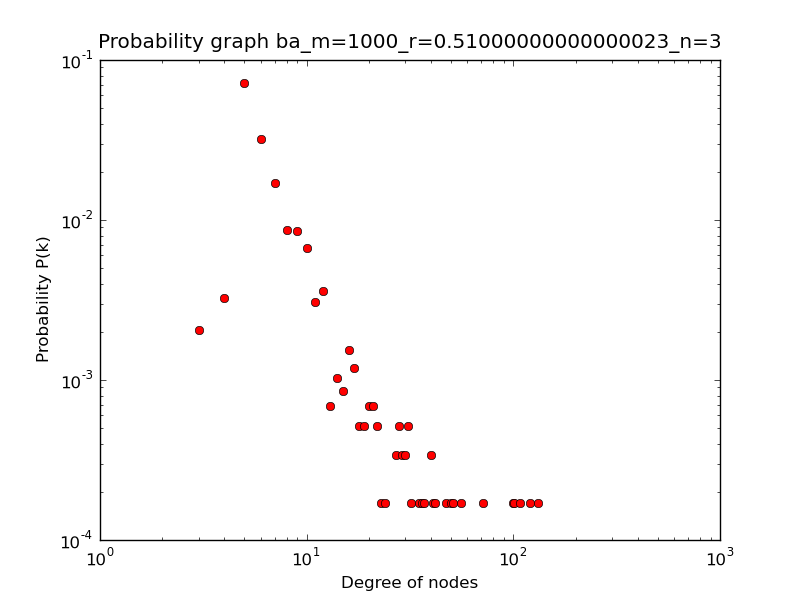 Probability graph ba_m=1000_r=0.51000000000000023_n=3
10^-1
10^-2
10^-3
10^-4
Probability P(k)
10^0 10^1 10^2 10^3
Degree of nodes